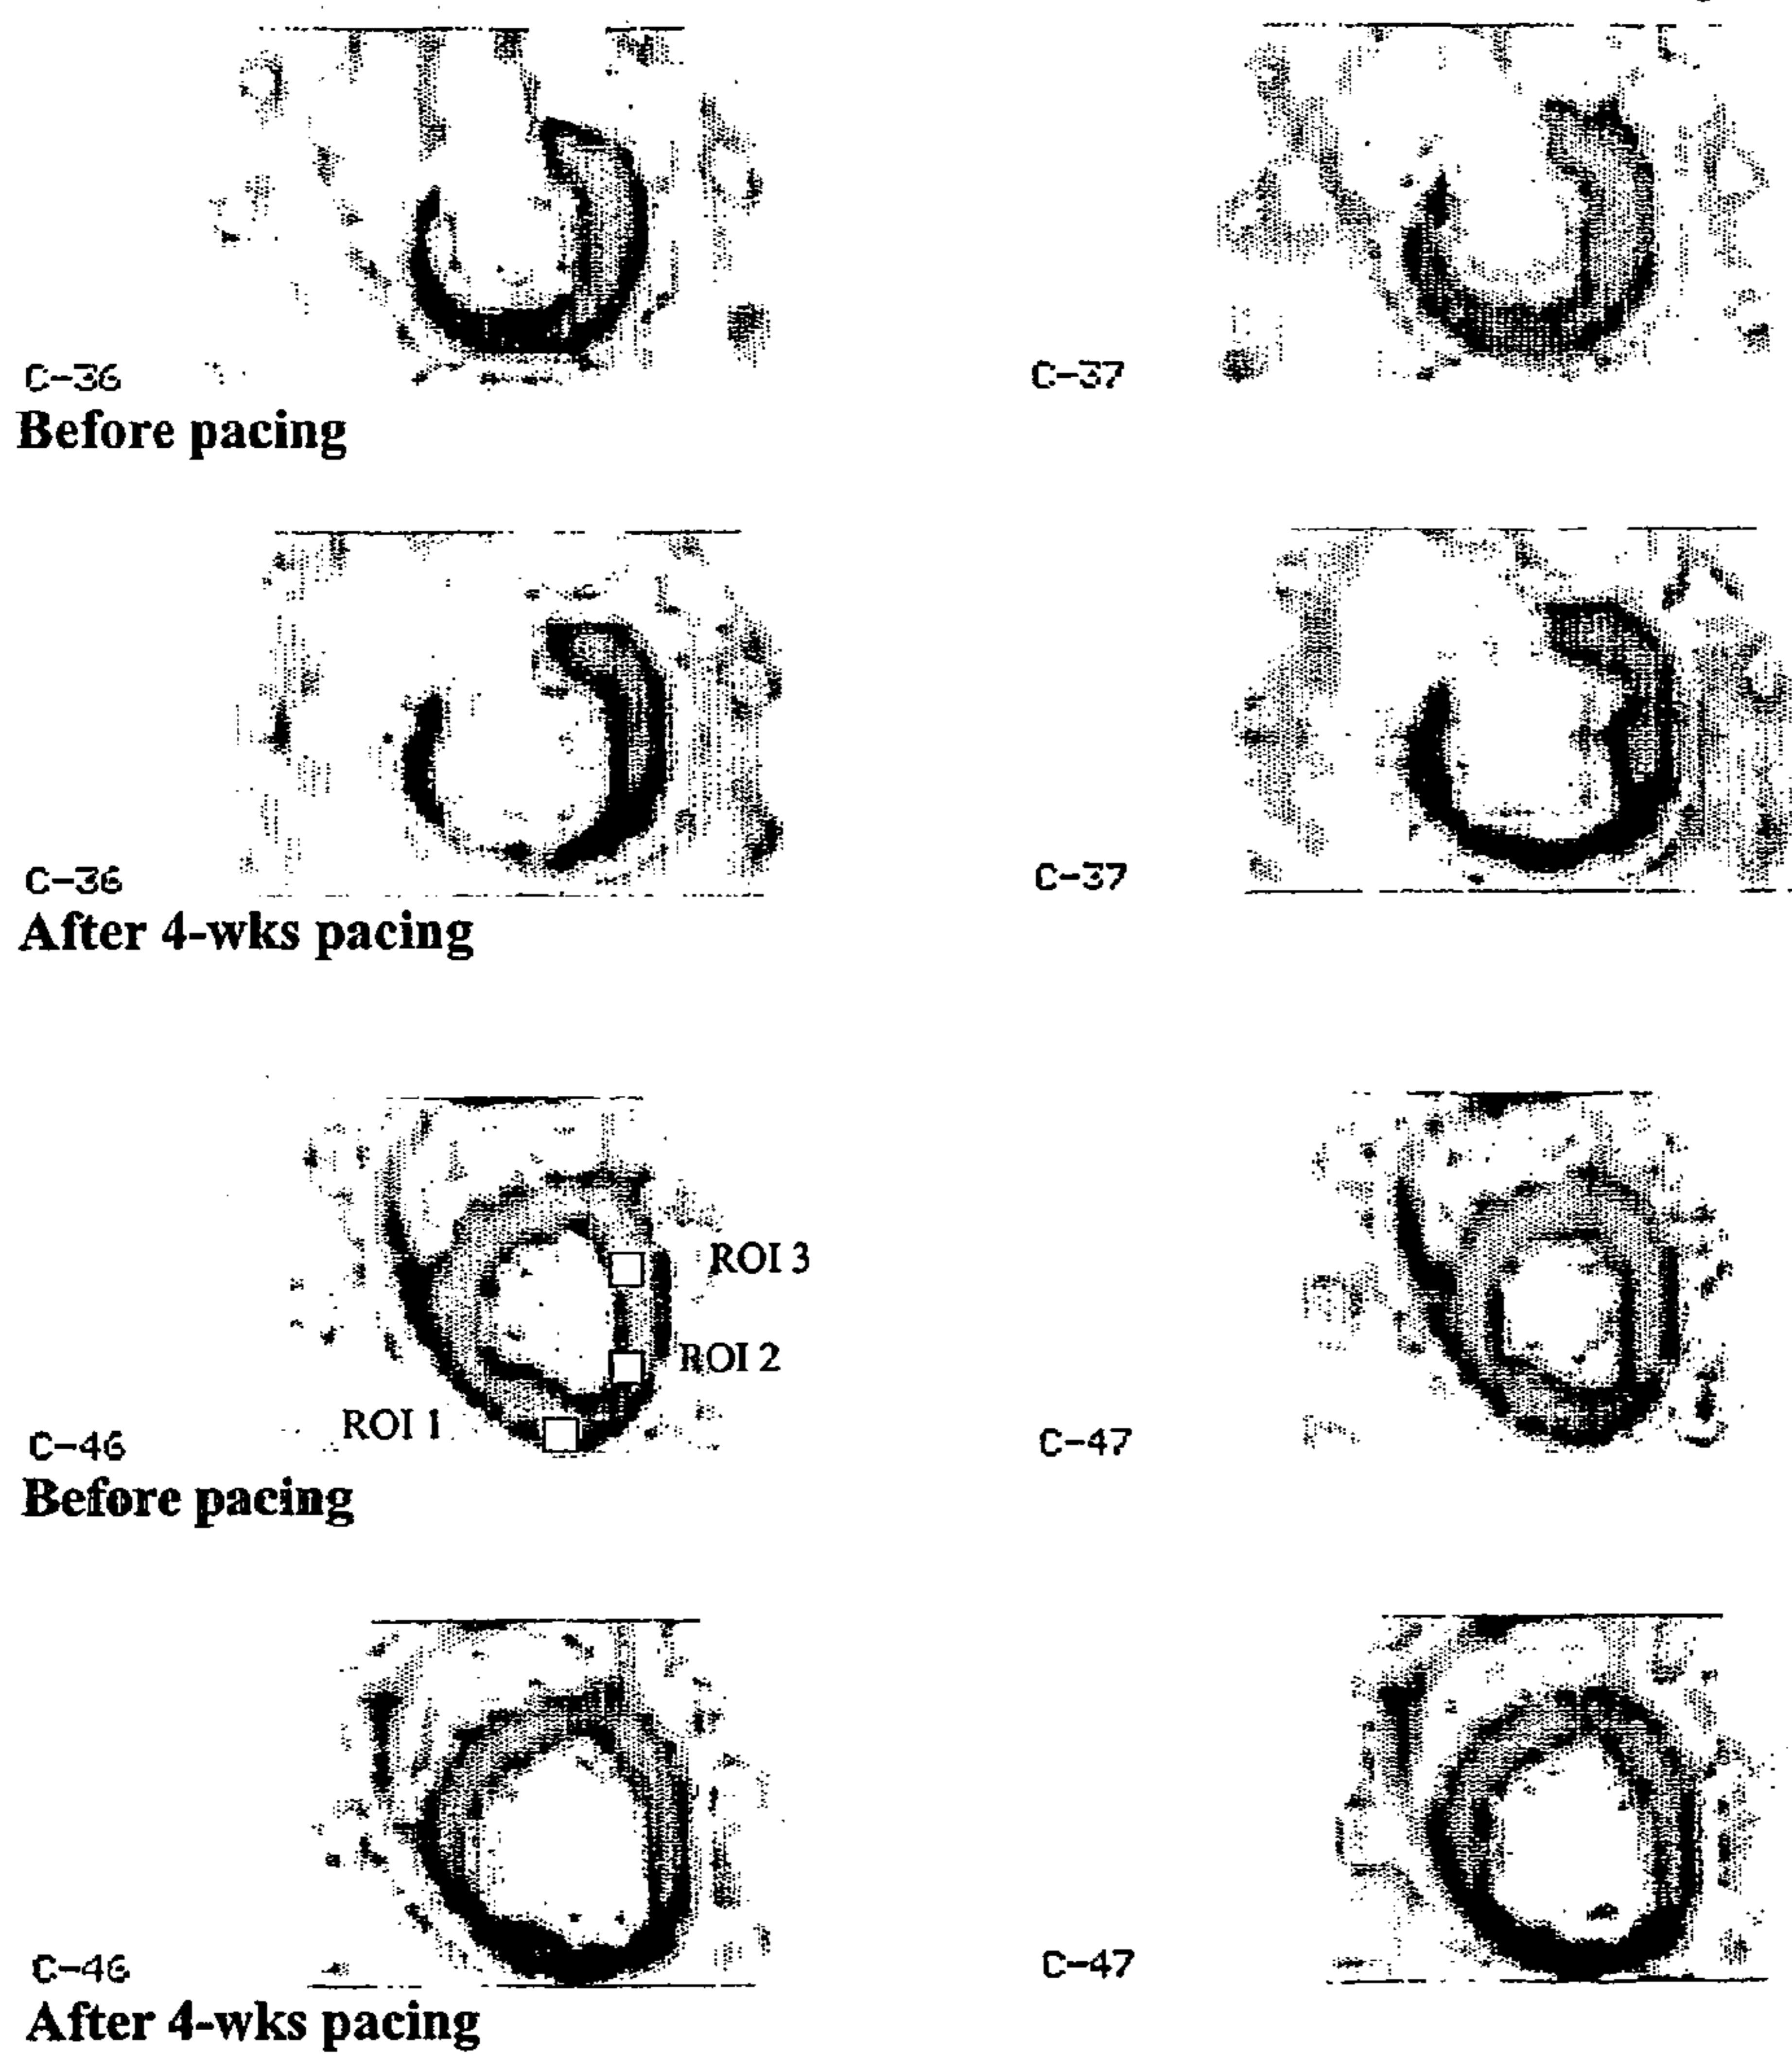 C-36
C-37
Before pacing
C-36
C-37
After 4-wks pacing
ROI 3
ROI 2
ROI 1
C-46
C-47
Before pacing
C-46
C-47
After 4-wks pacing